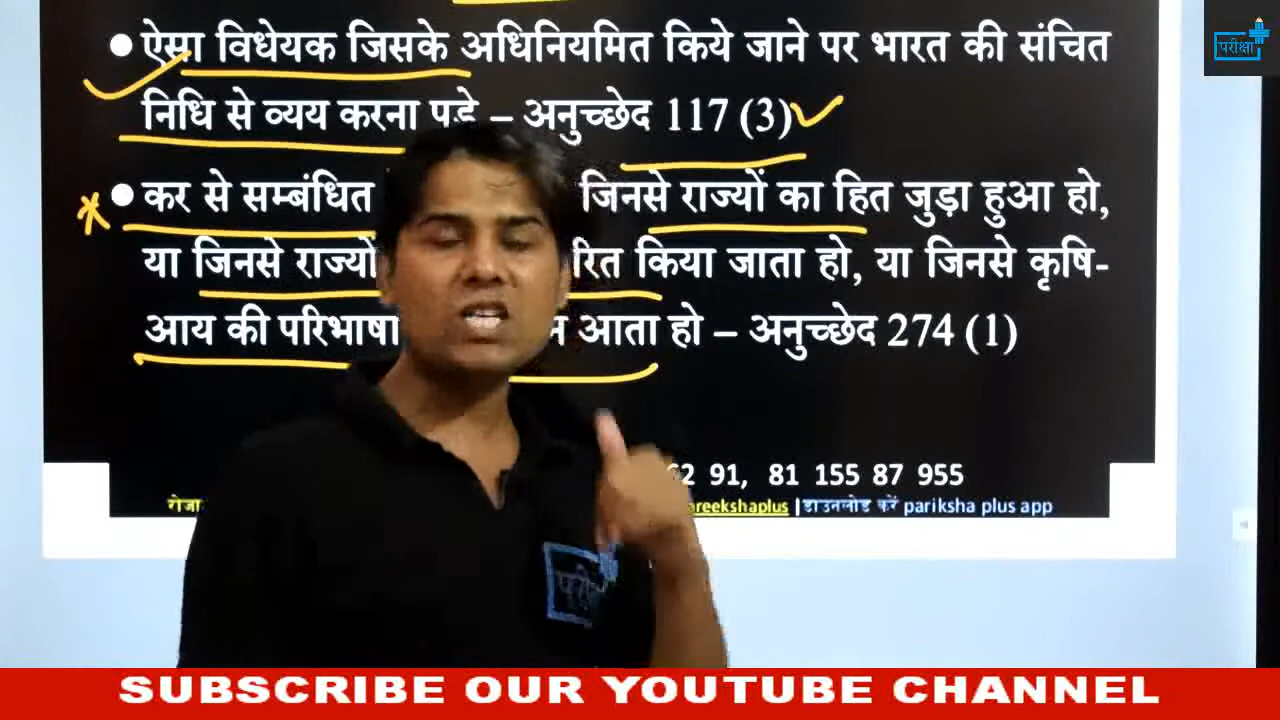 परीक्षा
• ऐसा विधेयक जिसके अधिनियमित किये जाने पर भारत की संचित
निधि से व्यय करना पड़े – अनुच्छेद 117 (3)
• कर से सम्बंधित जिनसे राज्यों का हित जुड़ा हुआ हो,
या जिनसे राज्यों किया जाता हो, या जिनसे कृषि-
आय की परिभाषा आता हो – अनुच्छेद 274 (1)
91, 81 155 87 955
areekshaplus |डाउनलोड करें pariksha plus app
SUBSCRIBE OUR YOUTUBE CHANNEL